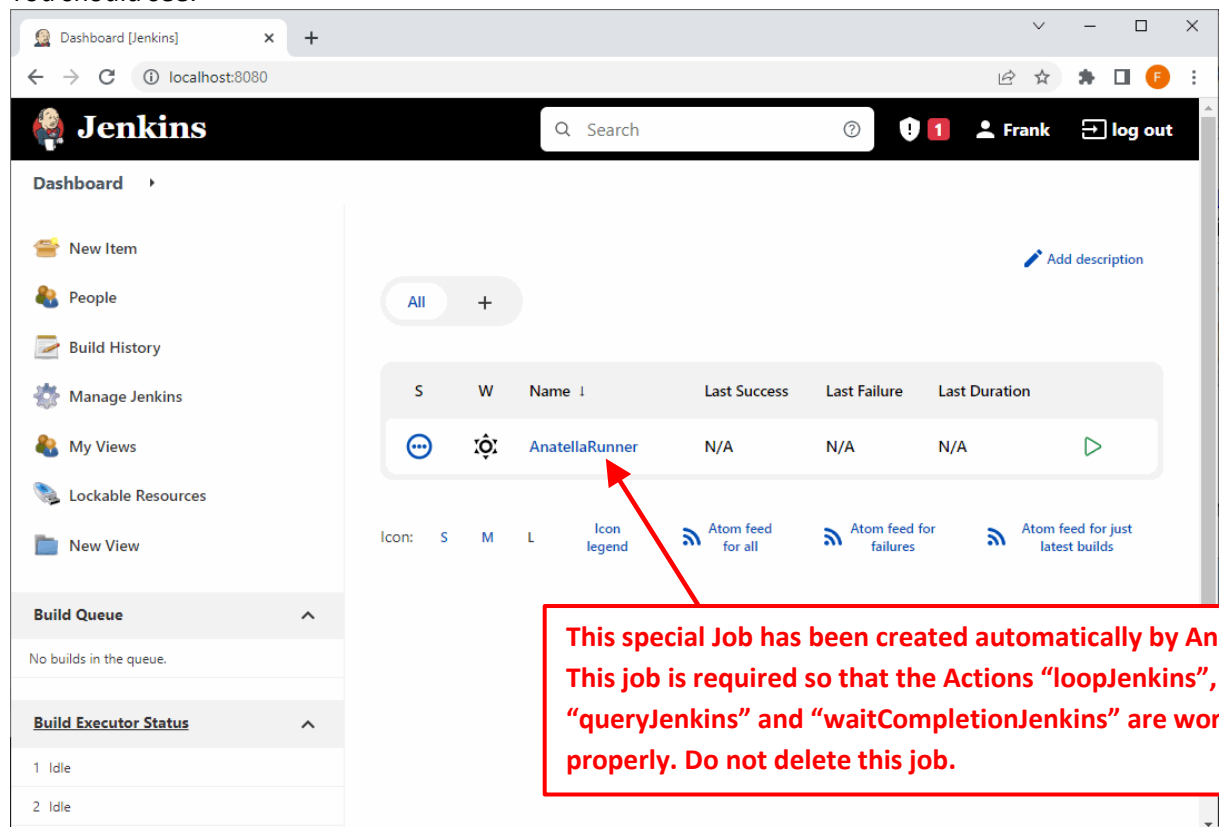 Dashboard [Jenkins]
localhost:8080
F
Jenkins
Search
1
Frank
log out
Dashboard
New Item
People
Build History
Manage Jenkins
My Views
Lockable Resources
New View
Add description
All +
S W Name ↓ Last Success Last Failure Last Duration
AnatellaRunner N/A N/A N/A
Icon: S M L
Icon
legend
Atom feed
for all
Atom feed for
failures
Atom feed for just
latest builds
Build Queue
No builds in the queue.
Build Executor Status
1 Idle
2 Idle
This special Job has been created automatically by An
This job is required so that the Actions “loopJenkins”,
“queryJenkins” and “waitCompletionJenkins” are wor
properly. Do not delete this job.